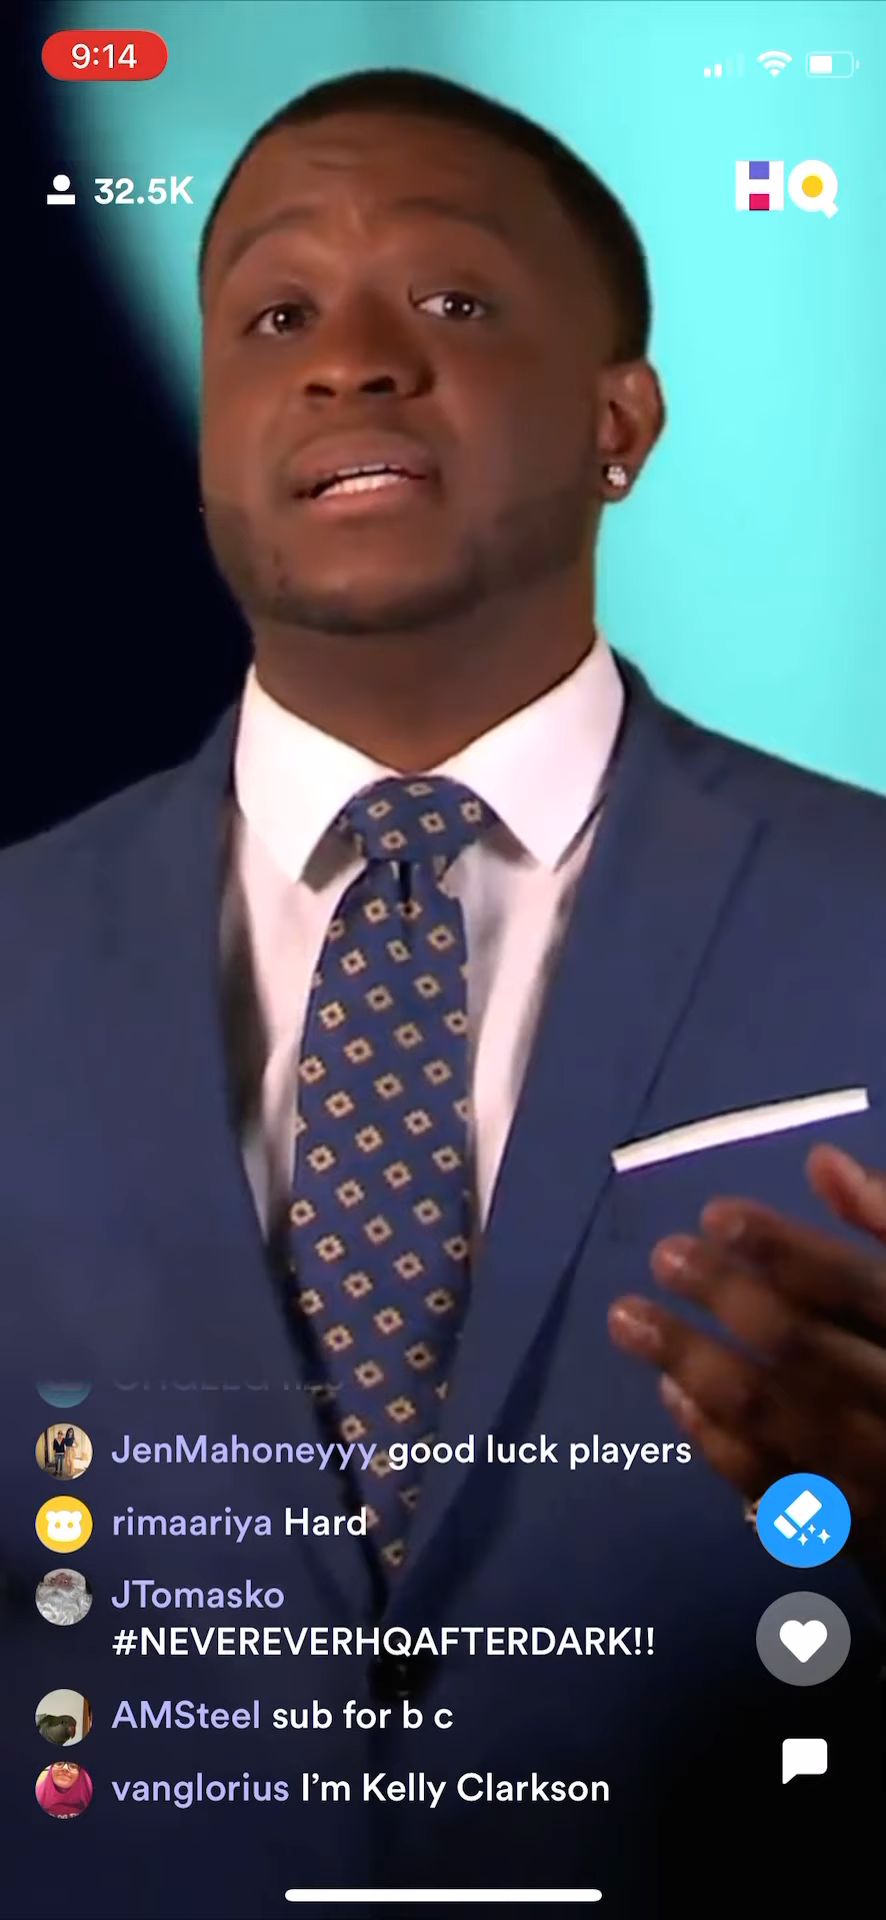 9:14
32.5K
HQ
JenMahoneyyy good luck players
rimaariya Hard
JTomasko
#NEVEREVERHQAFTERDARK!!
AMSteel sub for b c
vanglorius I’m Kelly Clarkson